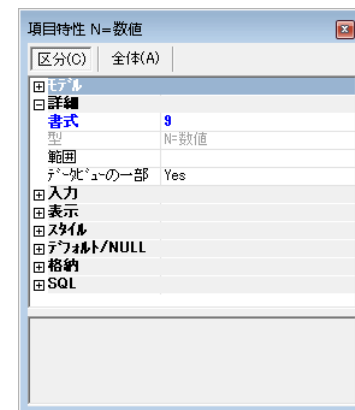 項目特性 N=数値
区分(C) 全体(A)
ﾓﾃﾞﾙ
詳細
書式 9
型 N=数値
範囲
ﾃﾞｰﾀﾋﾞｭｰの一部 Yes
入力
表示
ｽﾀｲﾙ
ﾃﾞﾌｫﾙﾄ/NULL
格納
SQL